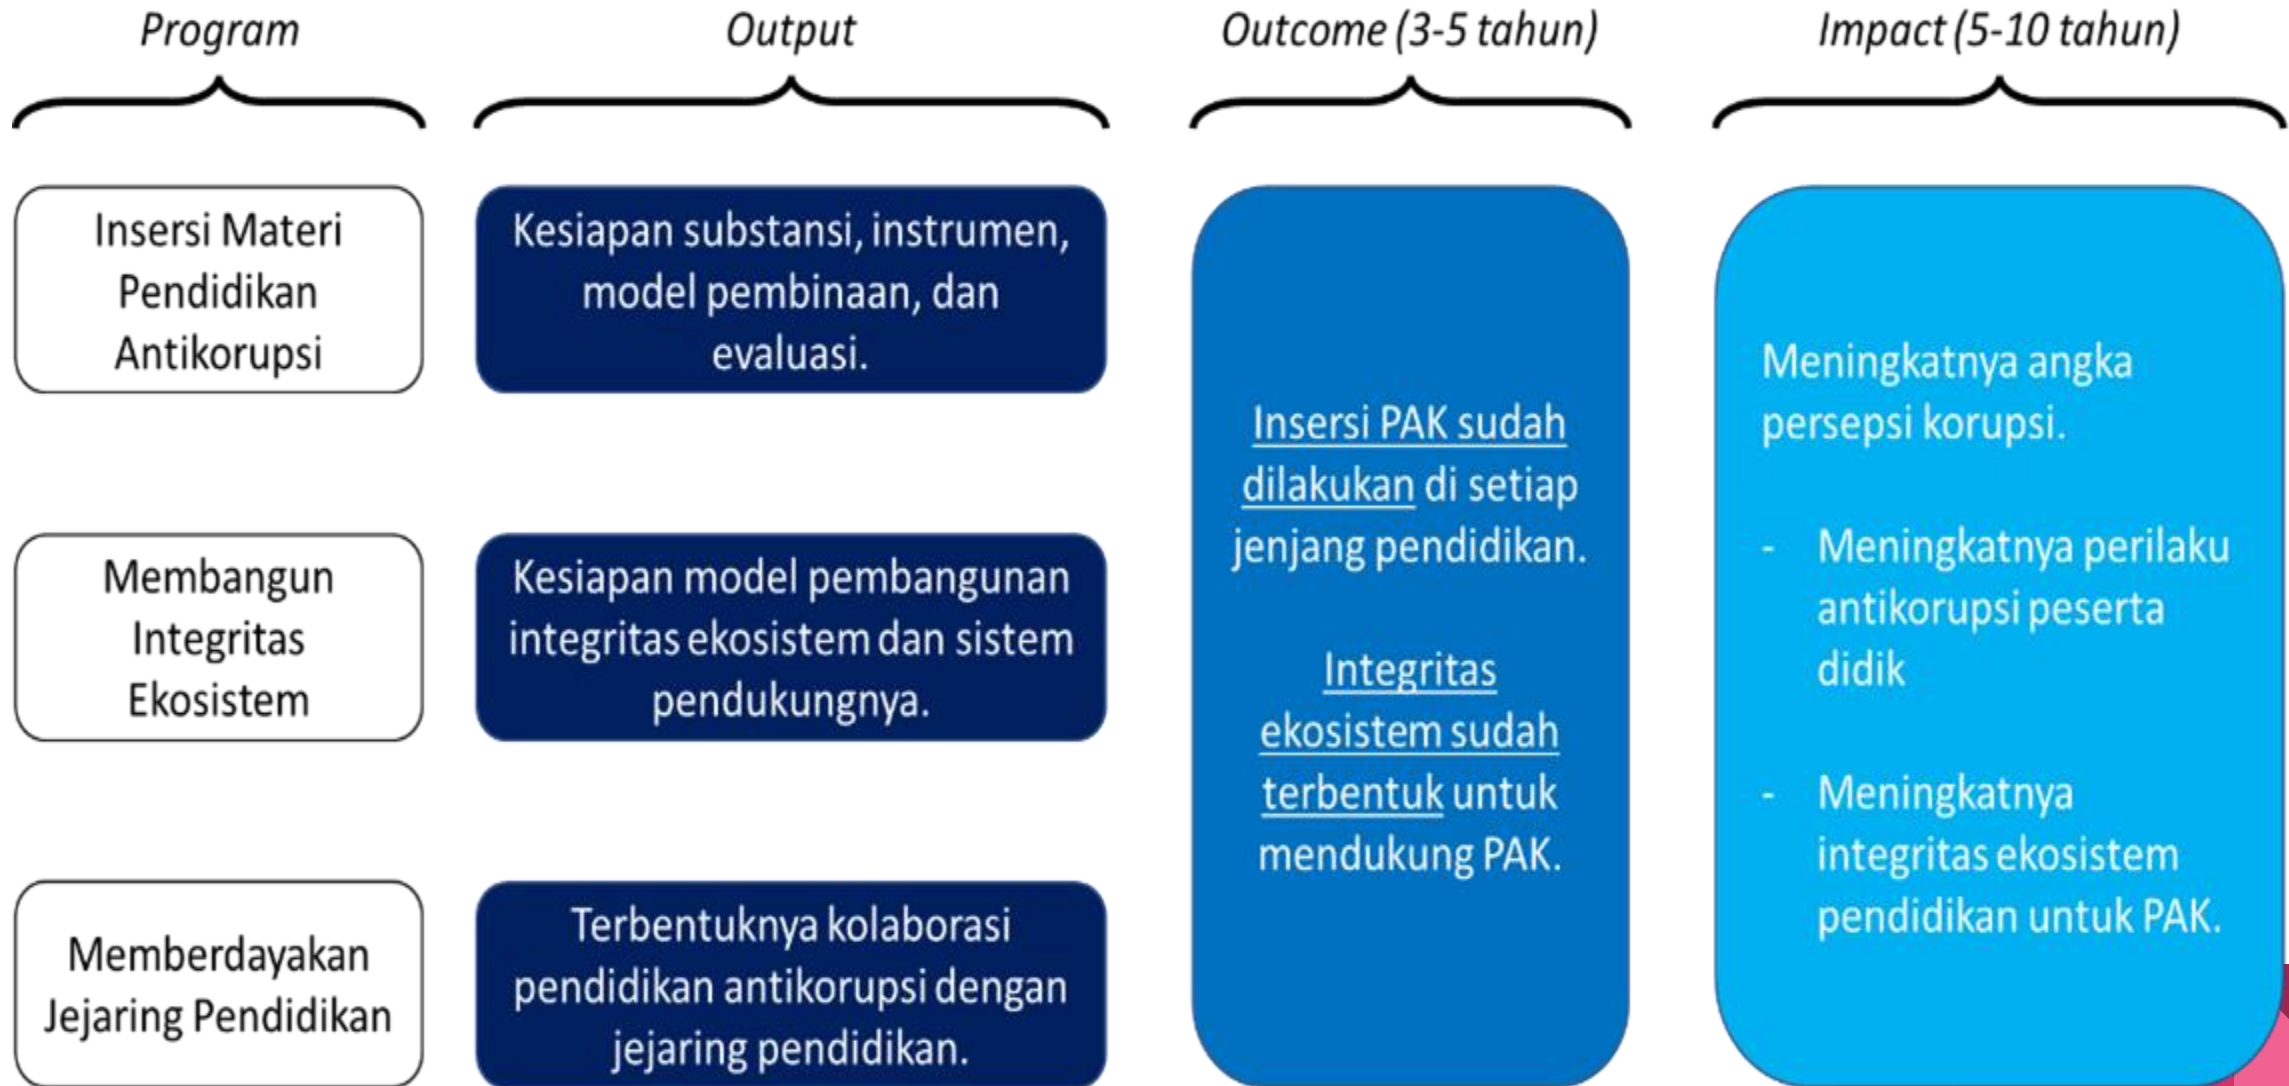 Program
Output
Outcome (3-5 tahun)
Impact (5-10 tahun)
Insersi Materi
Pendidikan
Antikorupsi
Kesiapan substansi, instrumen,
model pembinaan, dan
evaluasi.
Membangun
Integritas
Ekosistem
Kesiapan model pembangunan
integritas ekosistem dan sistem
pendukungnya.
Memberdayakan
Jejaring Pendidikan
Terbentuknya kolaborasi
pendidikan antikorupsi dengan
jejaring pendidikan.
Insersi PAK sudah
dilakukan di setiap
jenjang pendidikan.
Integritas
ekosistem sudah
terbentuk untuk
mendukung PAK.
Meningkatnya angka
persepsi korupsi.
- Meningkatnya perilaku
antikorupsi peserta
didik
- Meningkatnya
integritas ekosistem
pendidikan untuk PAK.